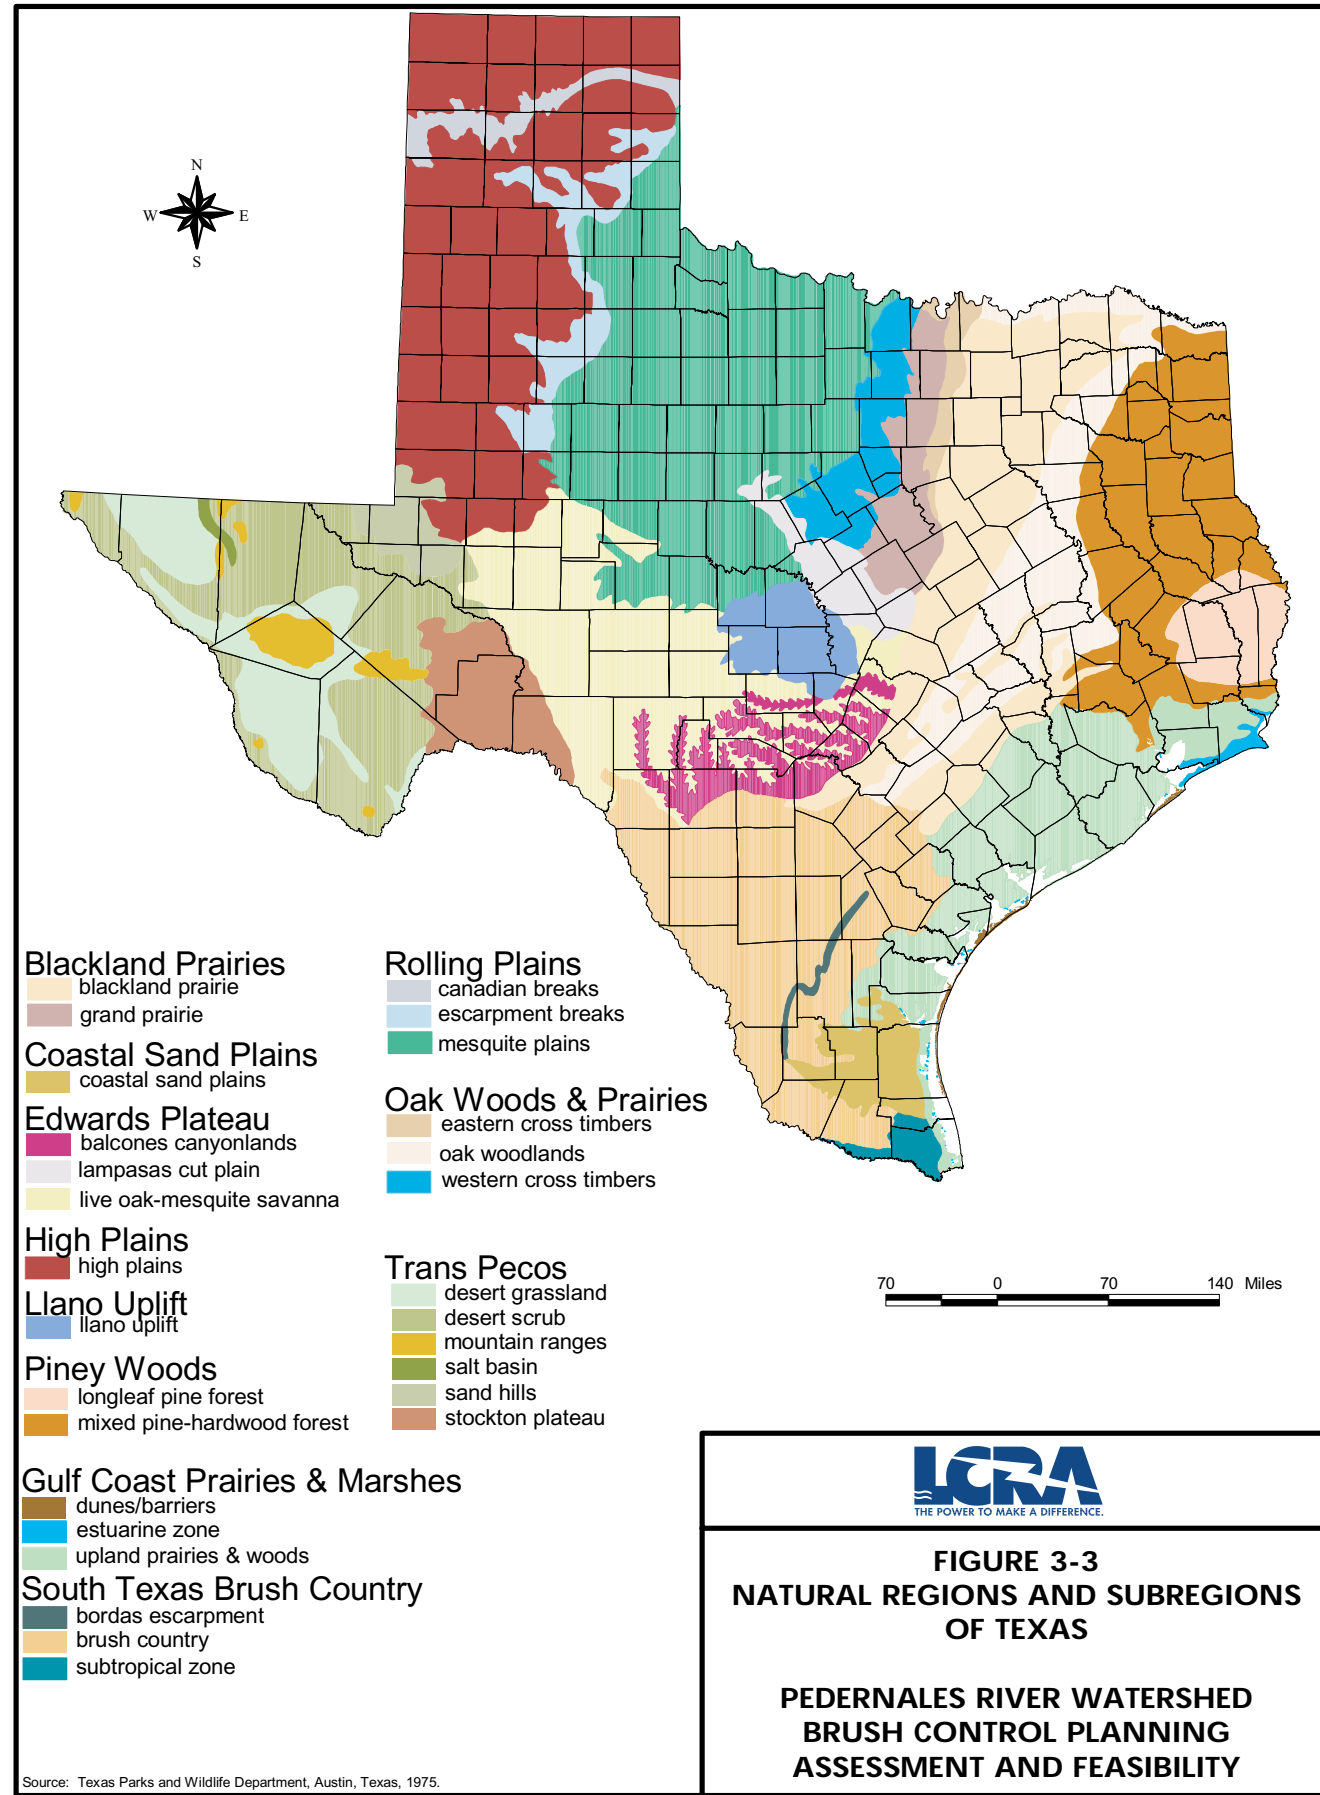 N
W E
S
Blackland Prairies
blackland prairie
grand prairie
Coastal Sand Plains
coastal sand plains
Edwards Plateau
balcones canyonlands
lampasas cut plain
live oak-mesquite savanna
High Plains
high plains
Llano Uplift
llano uplift
Piney Woods
longleaf pine forest
mixed pine-hardwood forest
Gulf Coast Prairies & Marshes
dunes/barriers
estuarine zone
upland prairies & woods
South Texas Brush Country
bordas escarpment
brush country
subtropical zone
Rolling Plains
canadian breaks
escarpment breaks
mesquite plains
Oak Woods & Prairies
eastern cross timbers
oak woodlands
western cross timbers
Trans Pecos
desert grassland
desert scrub
mountain ranges
salt basin
sand hills
stockton plateau
70 0 70 140 Miles
LCRA
THE POWER TO MAKE A DIFFERENCE.
FIGURE 3-3
NATURAL REGIONS AND SUBREGIONS
OF TEXAS
PEDERNALES RIVER WATERSHED
BRUSH CONTROL PLANNING
ASSESSMENT AND FEASIBILITY
Source: Texas Parks and Wildlife Department, Austin, Texas, 1975.